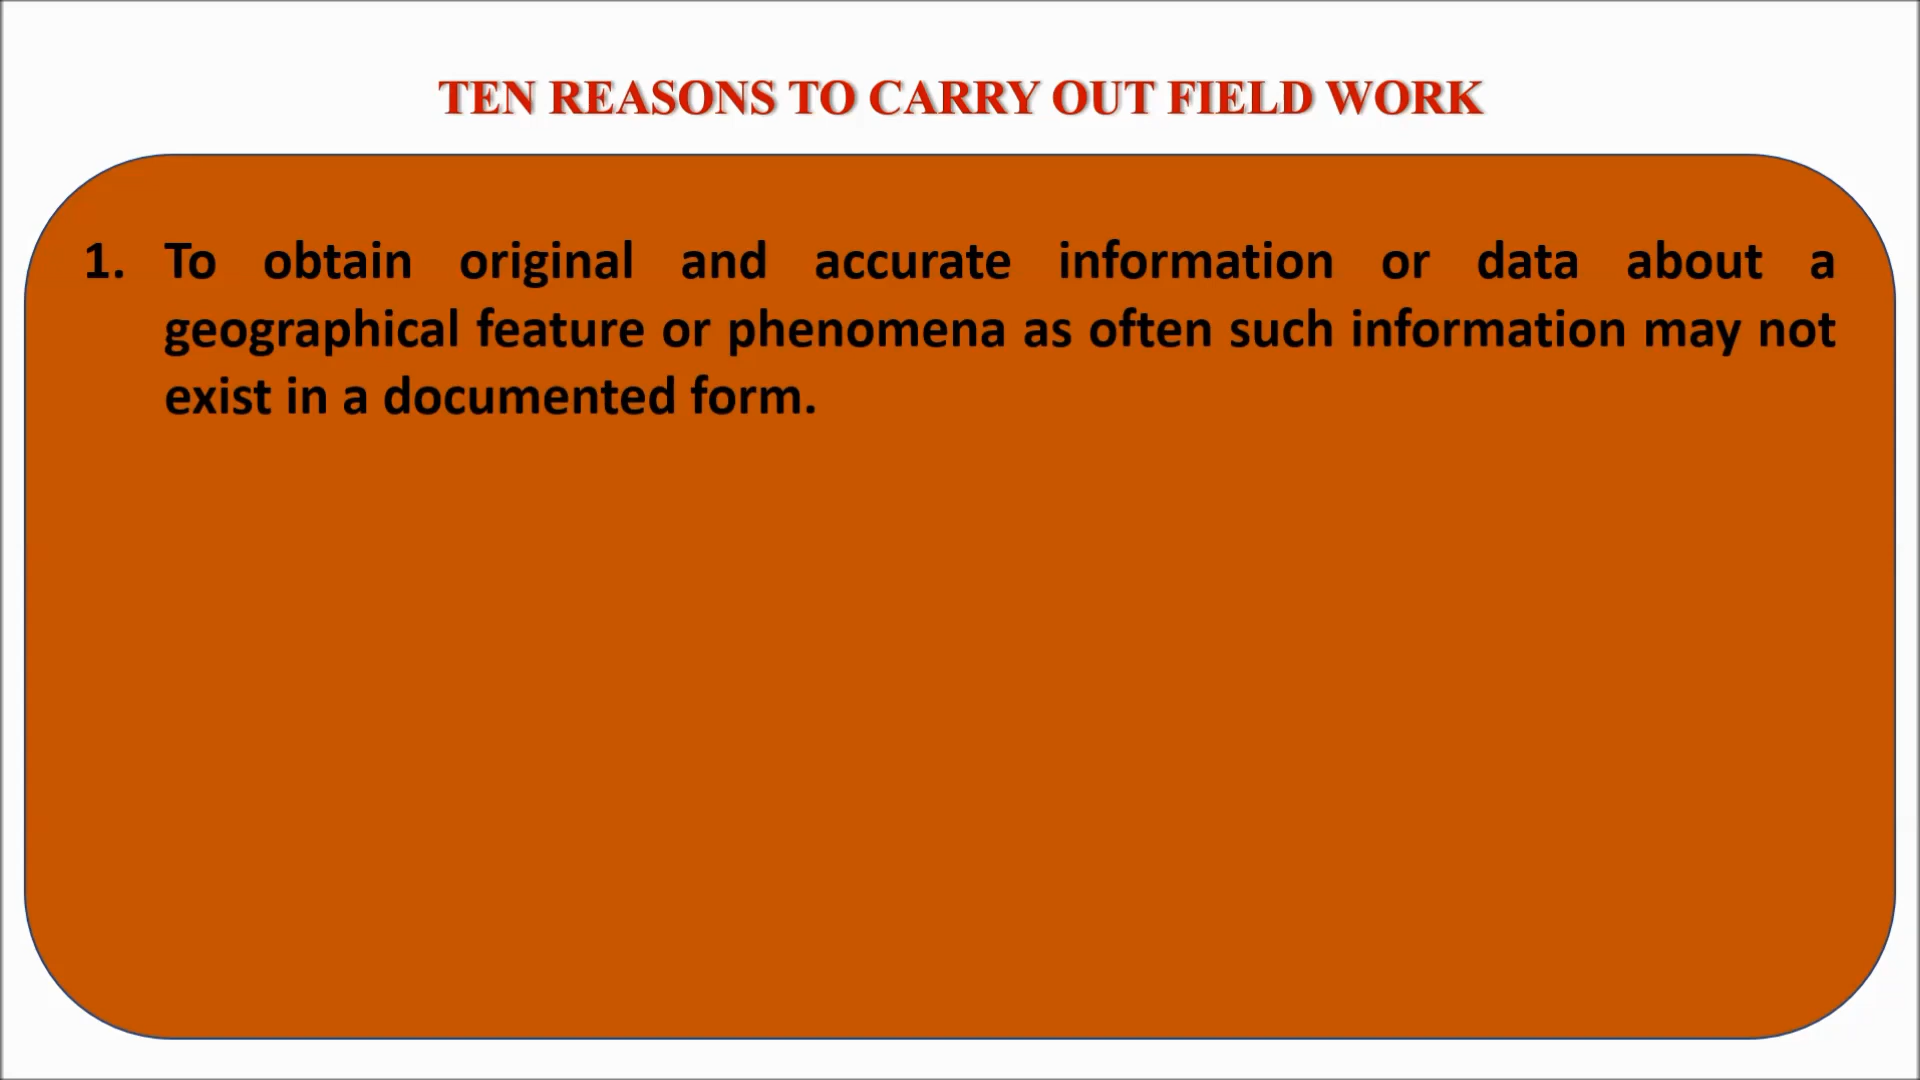 TEN REASONS TO CARRY OUT FIELD WORK
1. To obtain original and accurate information or data about a
geographical feature or phenomena as often such information may not
exist in a documented form.